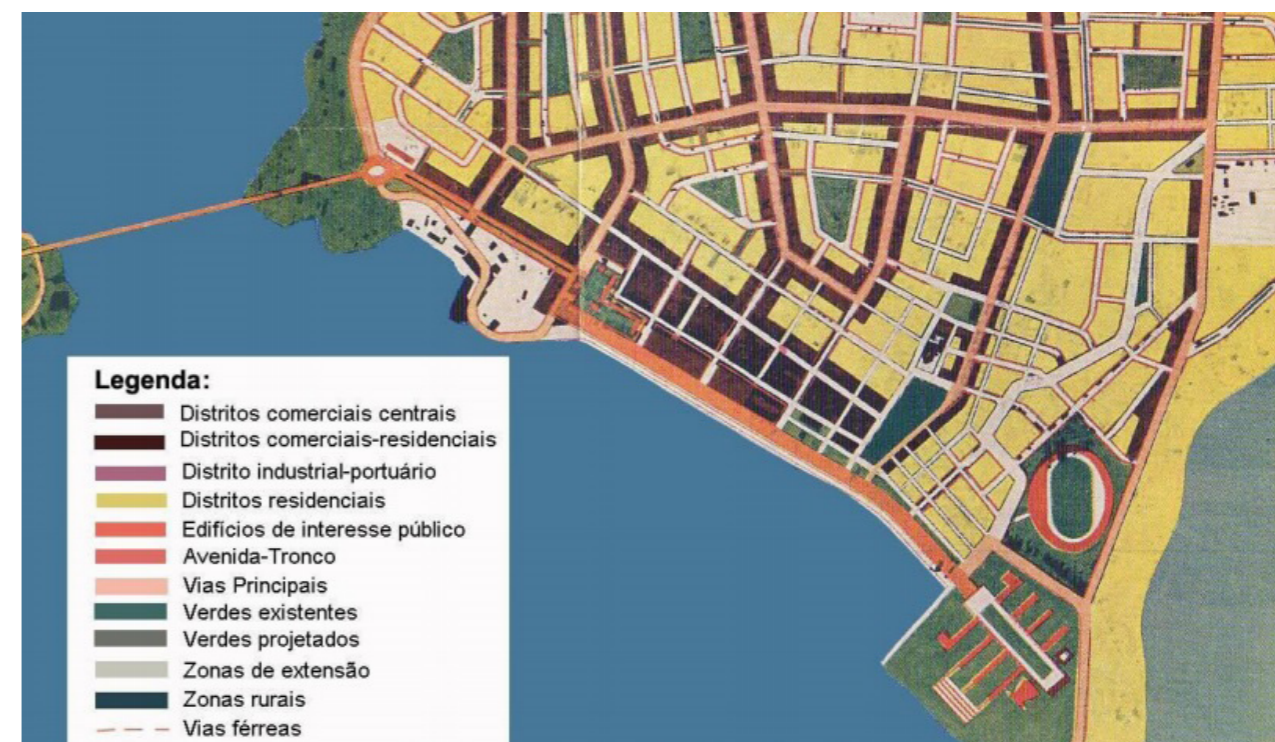 Legenda:
Distritos comerciais centrais
Distritos comerciais-residenciais
Distrito industrial-portuário
Distritos residenciais
Edifícios de interesse público
Avenida-Tronco
Vias Principais
Verdes existentes
Verdes projetados
Zonas de extensão
Zonas rurais
Vias férreas